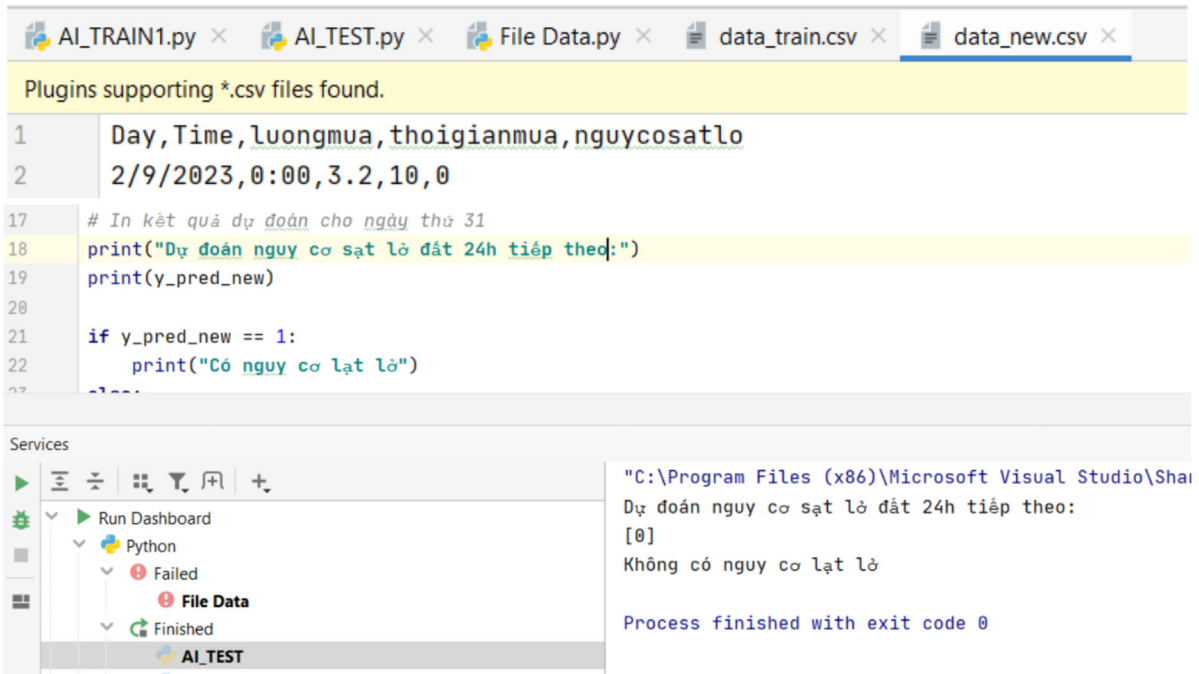 AI_TRAIN1.py AI_TEST.py File Data.py data_train.csv data_new.csv
Plugins supporting *.csv files found.
1 Day,Time,luongmua,thoigianmua,nguycosatlo
2 2/9/2023,0:00,3.2,10,0
17 # In kết quả dự đoán cho ngày thứ 31
18 print("Dự đoán nguy cơ sạt lở đất 24h tiếp theo:")
19 print(y_pred_new)
20
21 if y_pred_new == 1:
22 print("Có nguy cơ lạt lở")
Services
Run Dashboard
Python
Failed
File Data
Finished
AI_TEST
"C:\Program Files (x86)\Microsoft Visual Studio\Shar
Dự đoán nguy cơ sạt lở đất 24h tiếp theo:
[0]
Không có nguy cơ lạt lở
Process finished with exit code 0